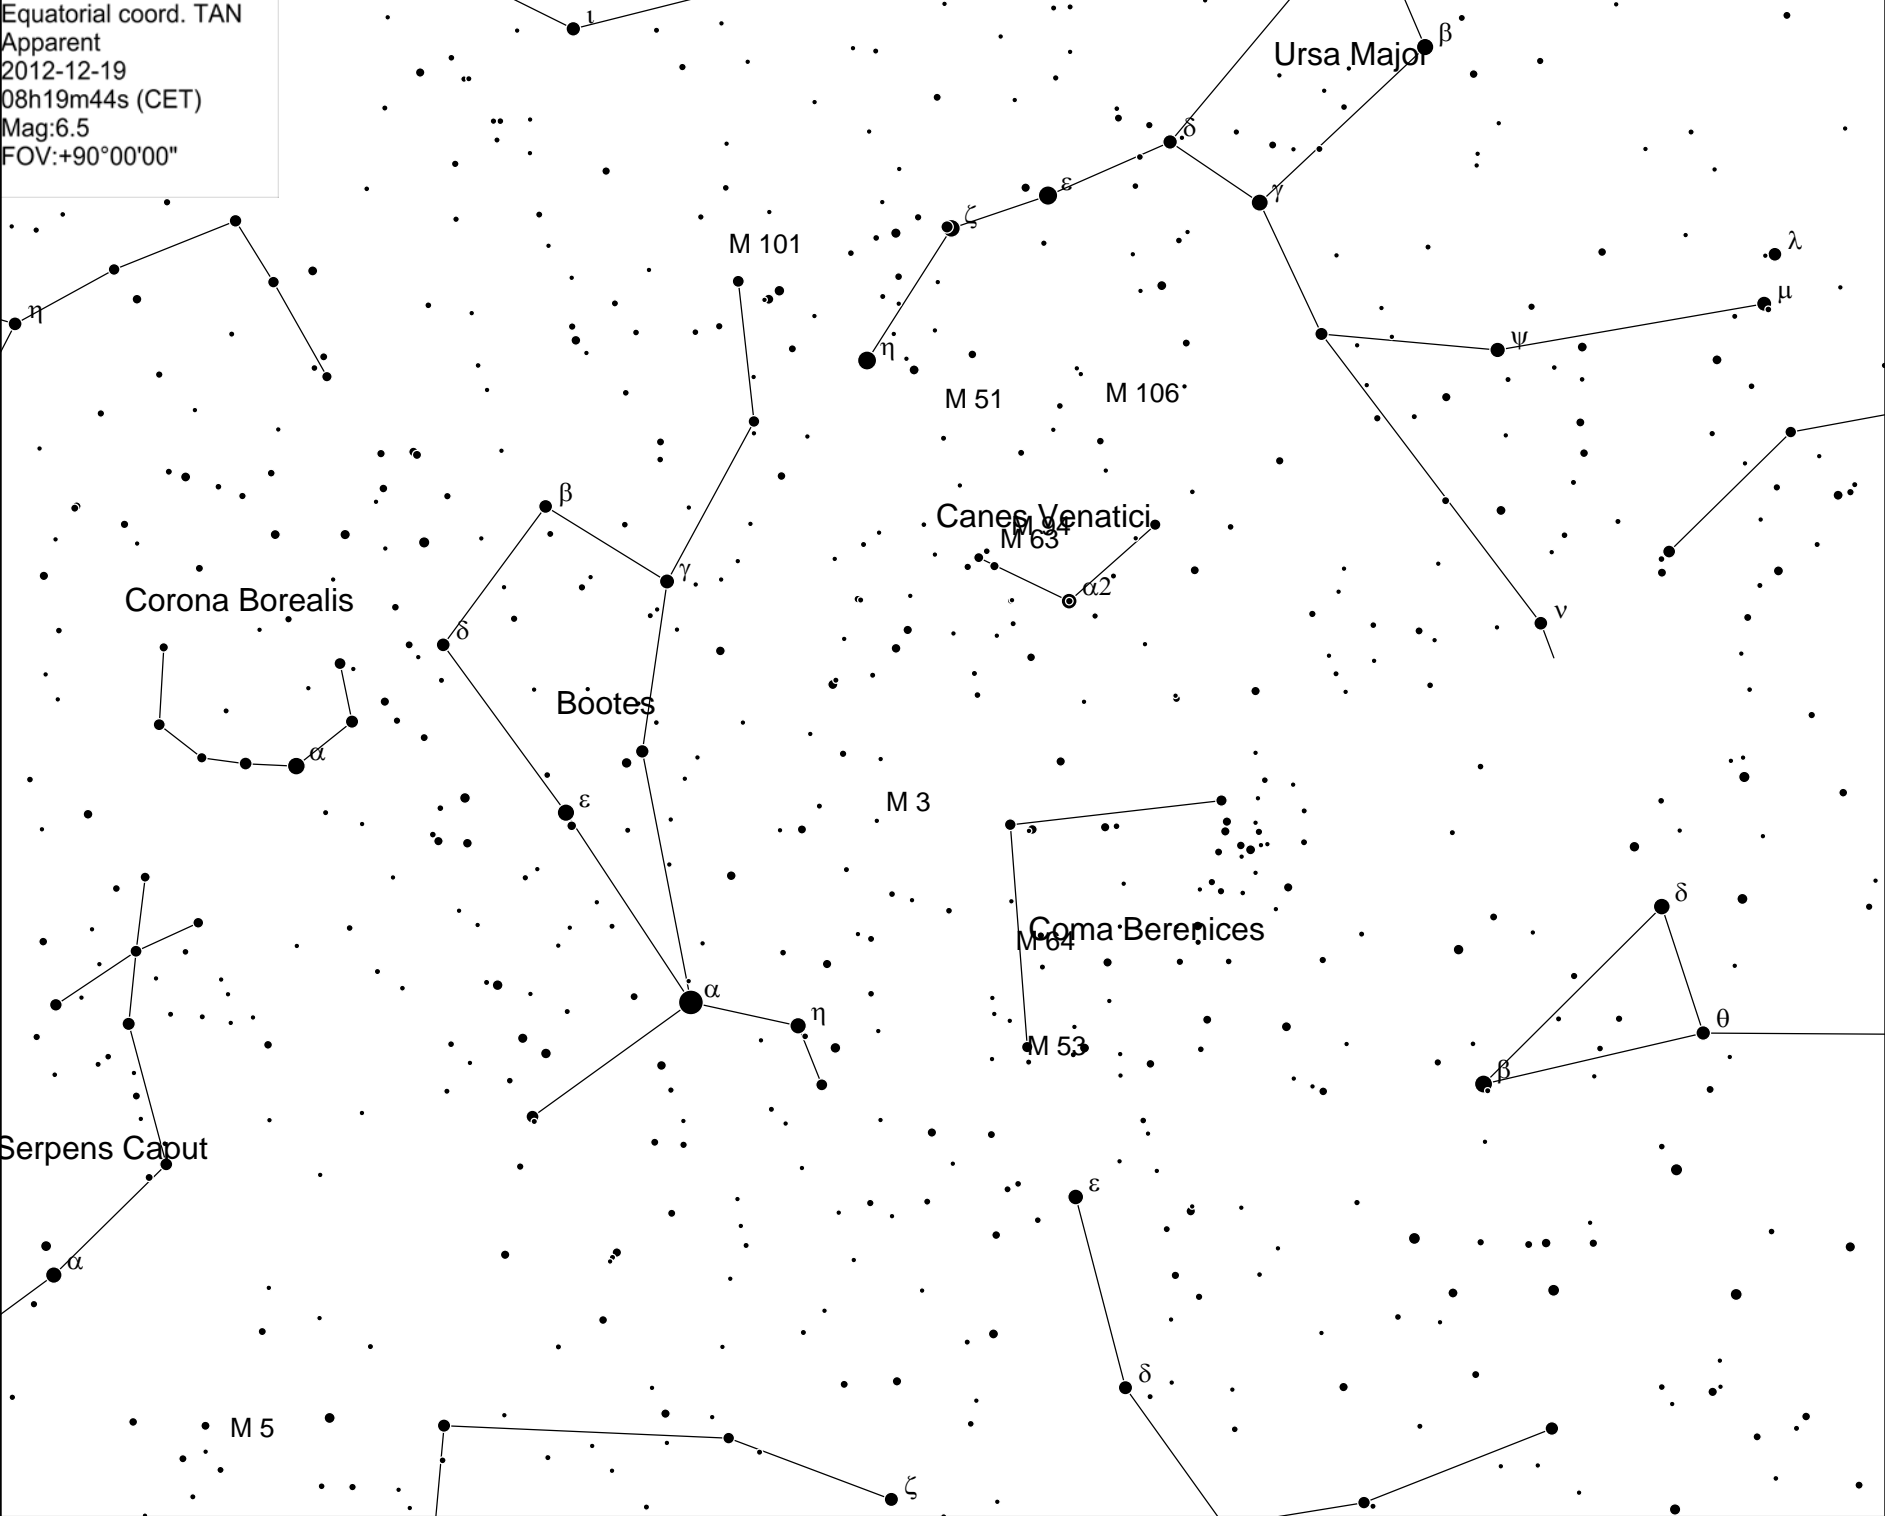 Equatorial coord. TAN
Apparent
2012-12-19
08h19m44s (CET)
Mag:6.5
FOV:+90°00'00"
ι
β
Ursa Major
δ
ε
γ
ζ
M 101
λ
μ
η
ψ
η
M 51
M 106
β
Canes Venatici
M 94
M 63
γ
α2
Corona Borealis
ν
δ
Bootes
α
ε
M 3
δ
Coma Berenices
M 64
α
η
θ
M 53
β
Serpens Caput
ε
α
δ
M 5
ζ